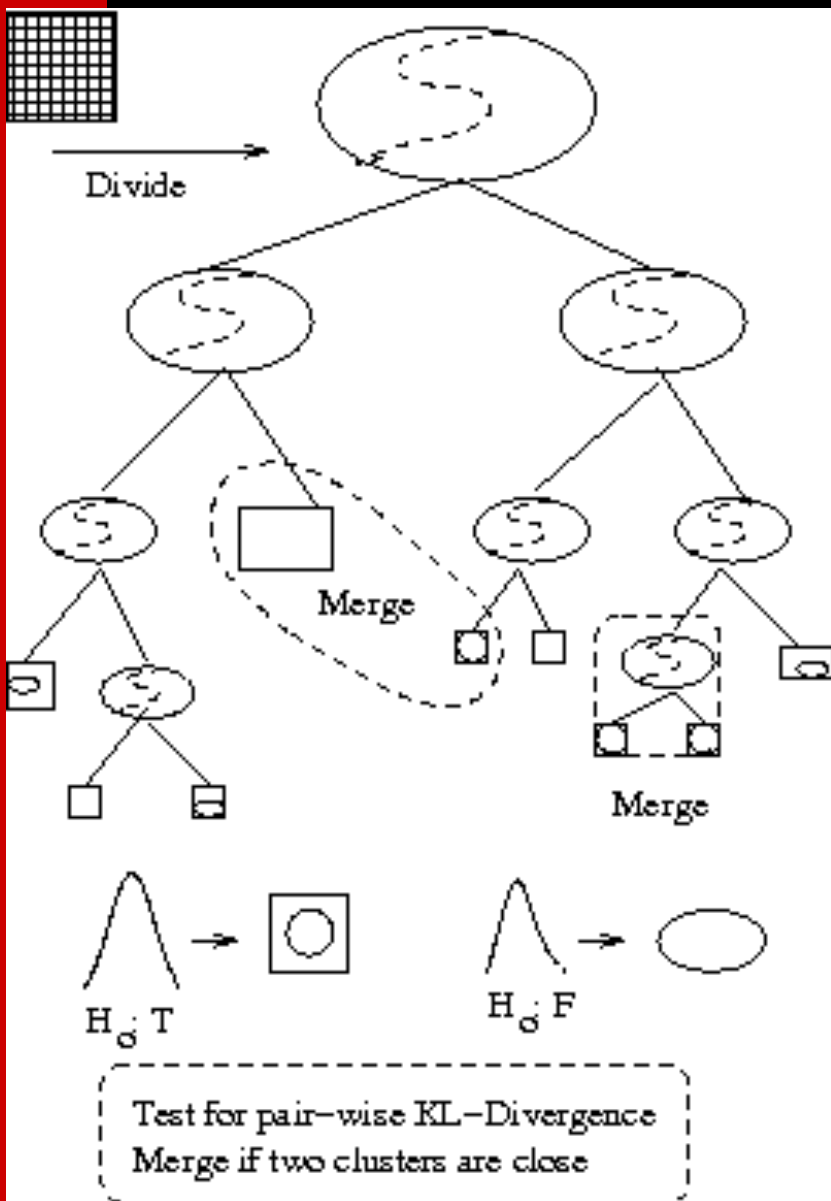 Divide
Merge
Merge
H₀: T
H₀: F
Test for pair-wise KL-Divergence
Merge if two clusters are close